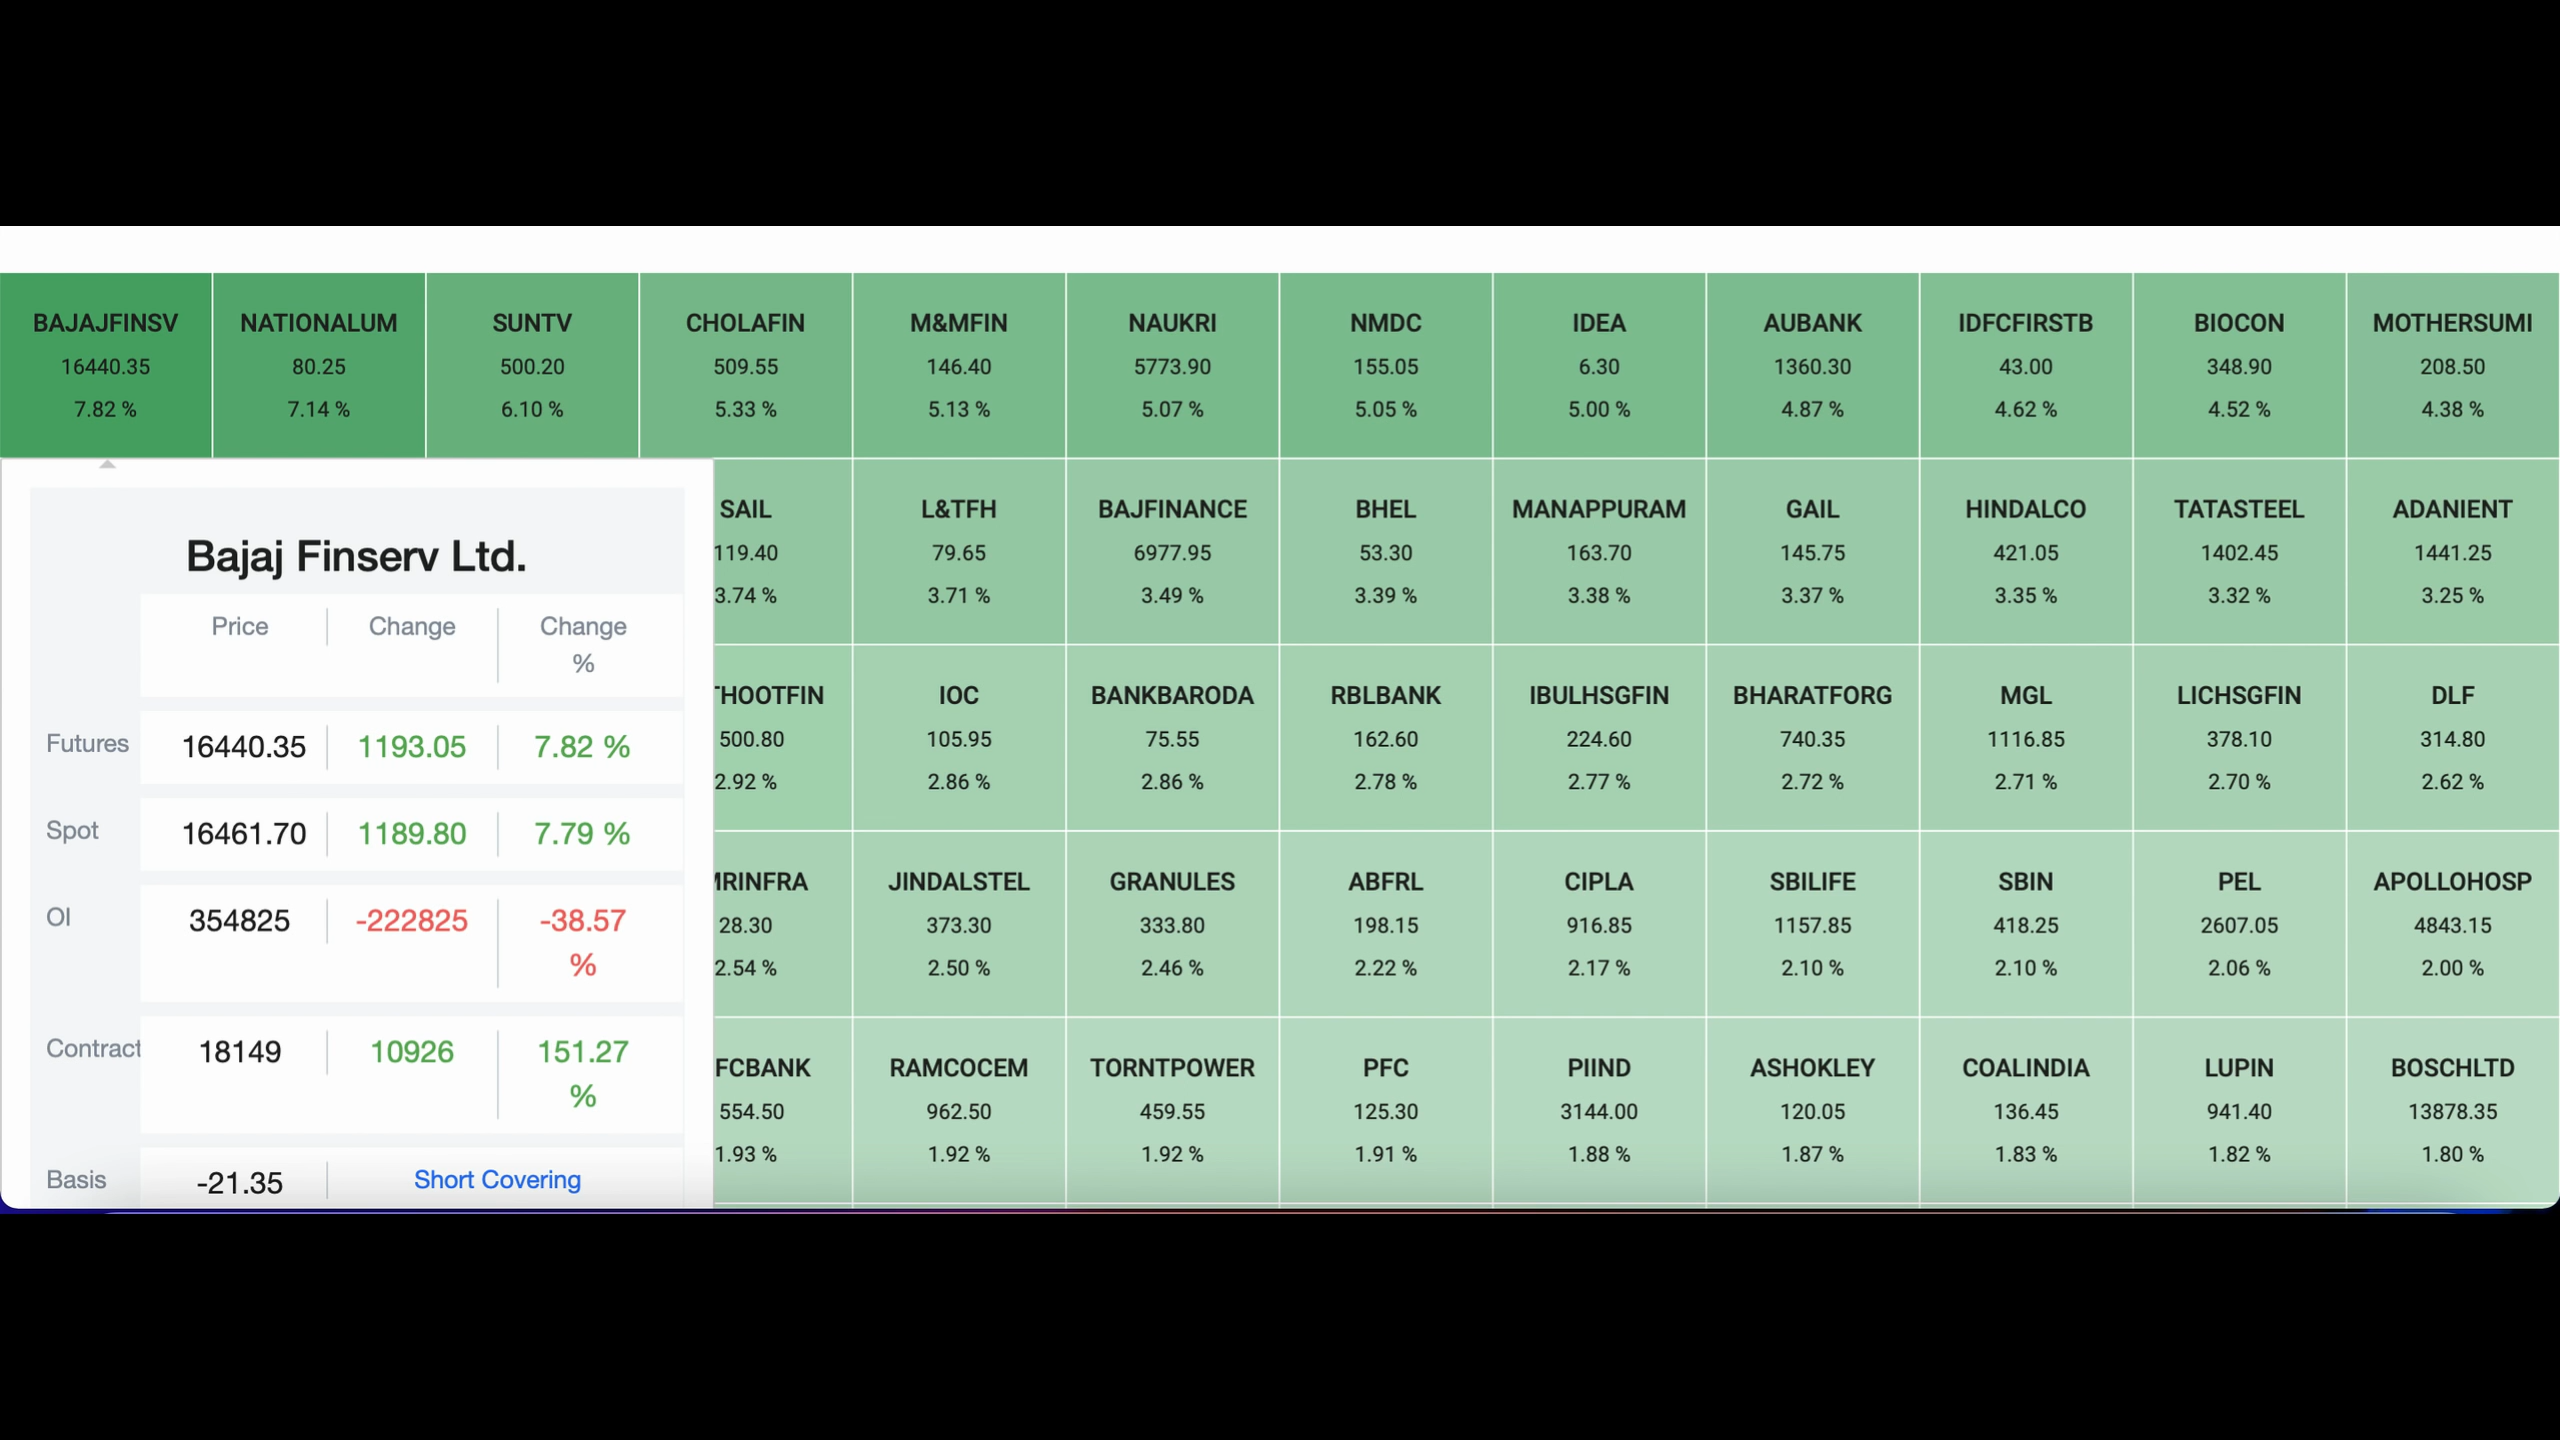 BAJAJFINSV NATIONALUM SUNTV CHOLAFIN M&MFIN NAUKRI NMDC IDEA AUBANK IDFCFIRSTB BIOCON MOTHERSUMI
16440.35 80.25 500.20 509.55 146.40 5773.90 155.05 6.30 1360.30 43.00 348.90 208.50
7.82 % 7.14 % 6.10 % 5.33 % 5.13 % 5.07 % 5.05 % 5.00 % 4.87 % 4.62 % 4.52 % 4.38 %
Bajaj Finserv Ltd.
Price Change Change
%
Futures 16440.35 1193.05 7.82 %
Spot 16461.70 1189.80 7.79 %
OI 354825 -222825 -38.57
%
Contract 18149 10926 151.27
%
Basis -21.35 Short Covering
SAIL L&TFH BAJFINANCE BHEL MANAPPURAM GAIL HINDALCO TATASTEEL ADANIENT
119.40 79.65 6977.95 53.30 163.70 145.75 421.05 1402.45 1441.25
3.74 % 3.71 % 3.49 % 3.39 % 3.38 % 3.37 % 3.35 % 3.32 % 3.25 %
THOOTFIN IOC BANKBARODA RBLBANK IBULHSGFIN BHARATFORG MGL LICHSGFIN DLF
500.80 105.95 75.55 162.60 224.60 740.35 1116.85 378.10 314.80
2.92 % 2.86 % 2.86 % 2.78 % 2.77 % 2.72 % 2.71 % 2.70 % 2.62 %
MRINFRA JINDALSTEL GRANULES ABFRL CIPLA SBILIFE SBIN PEL APOLLOHOSP
28.30 373.30 333.80 198.15 916.85 1157.85 418.25 2607.05 4843.15
2.54 % 2.50 % 2.46 % 2.22 % 2.17 % 2.10 % 2.10 % 2.06 % 2.00 %
FCBANK RAMCOCEM TORNTPOWER PFC PIIND ASHOKLEY COALINDIA LUPIN BOSCHLTD
554.50 962.50 459.55 125.30 3144.00 120.05 136.45 941.40 13878.35
1.93 % 1.92 % 1.92 % 1.91 % 1.88 % 1.87 % 1.83 % 1.82 % 1.80 %